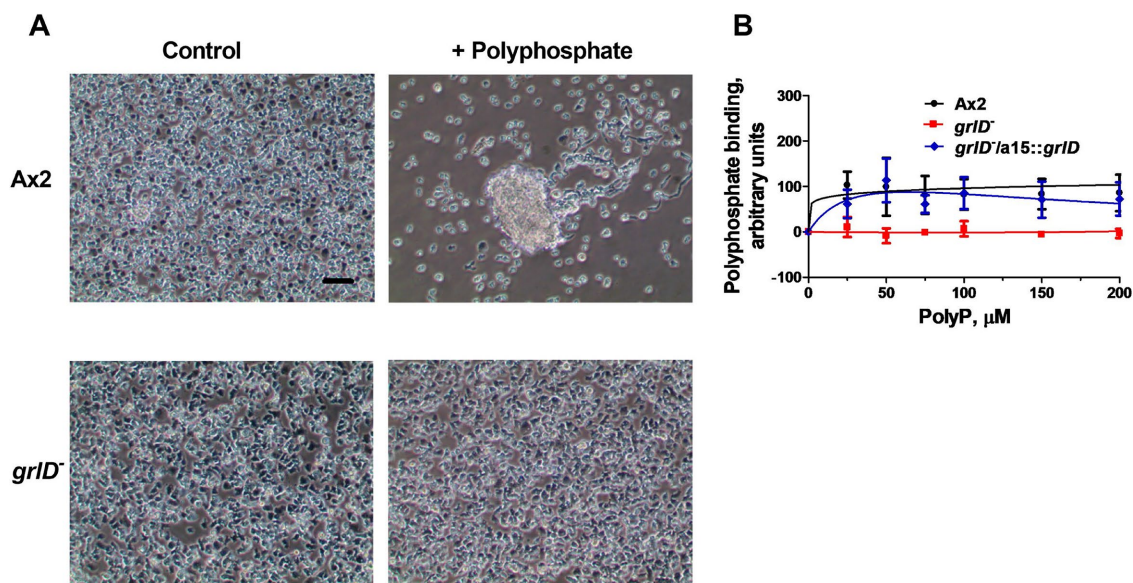 A
Control
+ Polyphosphate
Ax2
grlD-
B
Polyphosphate binding,
arbitrary units
300
200
100
0
-100
Ax2
grlD-
grlD-/a15::grlD
0
50
100
150
200
PolyP, µM